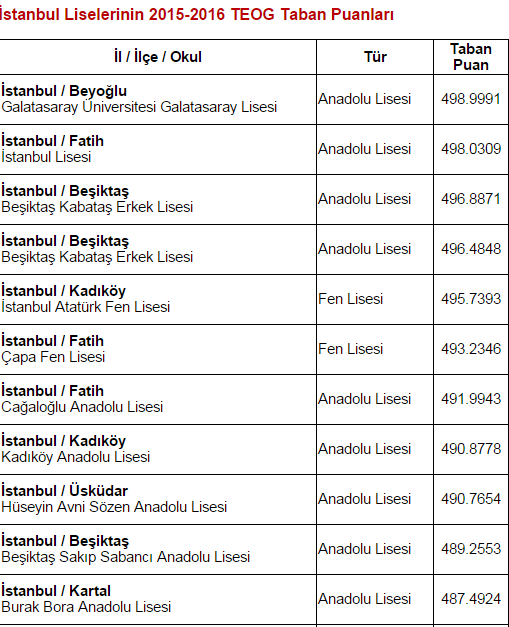 İstanbul Liselerinin 2015-2016 TEOG Taban Puanları
İl / İlçe / Okul
Tür
Taban
Puan
İstanbul / Beyoğlu
Galatasaray Üniversitesi Galatasaray Lisesi
Anadolu Lisesi
498.9991
İstanbul / Fatih
İstanbul Lisesi
Anadolu Lisesi
498.0309
İstanbul / Beşiktaş
Beşiktaş Kabataş Erkek Lisesi
Anadolu Lisesi
496.8871
İstanbul / Beşiktaş
Beşiktaş Kabataş Erkek Lisesi
Anadolu Lisesi
496.4848
İstanbul / Kadıköy
İstanbul Atatürk Fen Lisesi
Fen Lisesi
495.7393
İstanbul / Fatih
Çapa Fen Lisesi
Fen Lisesi
493.2346
İstanbul / Fatih
Cağaloğlu Anadolu Lisesi
Anadolu Lisesi
491.9943
İstanbul / Kadıköy
Kadıköy Anadolu Lisesi
Anadolu Lisesi
490.8778
İstanbul / Üsküdar
Hüseyin Avni Sözen Anadolu Lisesi
Anadolu Lisesi
490.7654
İstanbul / Beşiktaş
Beşiktaş Sakıp Sabancı Anadolu Lisesi
Anadolu Lisesi
489.2553
İstanbul / Kartal
Burak Bora Anadolu Lisesi
Anadolu Lisesi
487.4924